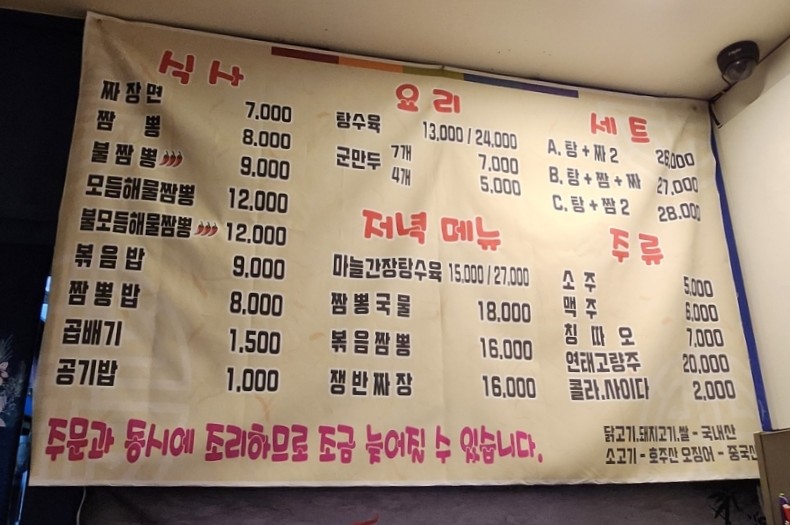 식사
짜장면 7.000
짬 뽕 8.000
불짬뽕 9.000
모듬해물짬뽕 12.000
불모듬해물짬뽕 12.000
볶음밥 9.000
짬뽕밥 8.000
곱배기 1.500
공기밥 1,000
요리
탕수육 13,000 / 24,000
군만두 7개 7,000
4개 5,000
저녁 메뉴
마늘간장탕수육 15,000 / 27,000
짬뽕국물 18.000
볶음짬뽕 16,000
쟁반짜장 16,000
세트
A. 탕 + 짜 2 26,000
B. 탕 + 짬 + 짜 27,000
C. 탕 + 짬 2 28.000
주류
소 주 5,000
맥 주 6,000
칭 따 오 7,000
연태고량주 20,000
콜라.사이다 2,000
주문과 동시에 조리하므로 조금 늦어질 수 있습니다.
닭고기.돼지고기.쌀 - 국내산
소고기 - 호주산 오징어 - 중국산